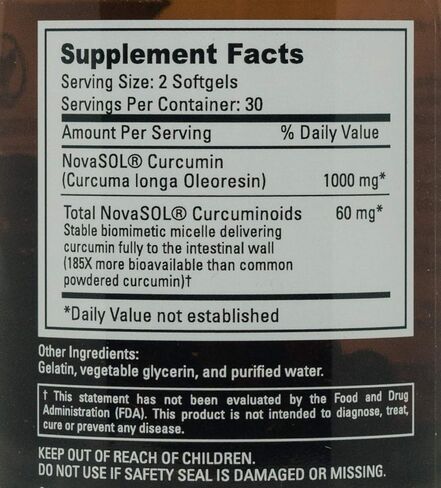 Supplement Facts
Serving Size: 2 Softgels
Servings Per Container: 30
Amount Per Serving % Daily Value
NovaSOL® Curcumin
(Curcuma longa Oleoresin) 1000 mg*
Total NovaSOL® Curcuminoids 60 mg*
Stable biomimetic micelle delivering
curcumin fully to the intestinal wall
(185X more bioavailable than common
powdered curcumin)†
*Daily Value not established
Other Ingredients:
Gelatin, vegetable glycerin, and purified water.
† This statement has not been evaluated by the Food and Drug
Administration (FDA). This product is not intended to diagnose, treat,
cure or prevent any disease.
KEEP OUT OF REACH OF CHILDREN.
DO NOT USE IF SAFETY SEAL IS DAMAGED OR MISSING.